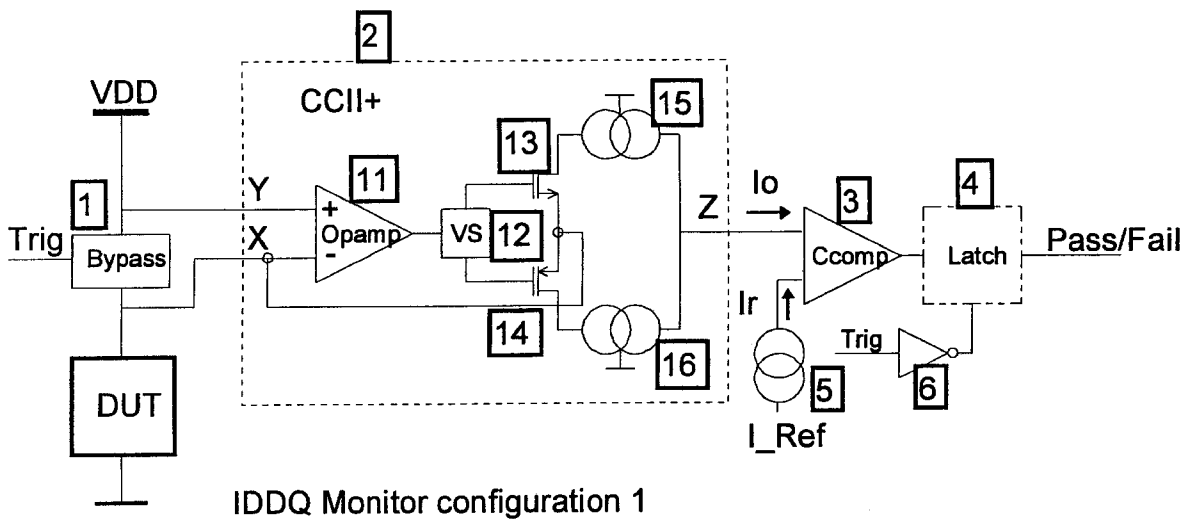 2
VDD
CCII+
15
13
11
1
Y
+
Opamp
-
X
VS
12
Trig
Bypass
14
16
Z
Io
3
Ccomp
4
Latch
Pass/Fail
Ir
Trig
5
6
I_Ref
DUT
IDDQ Monitor configuration 1